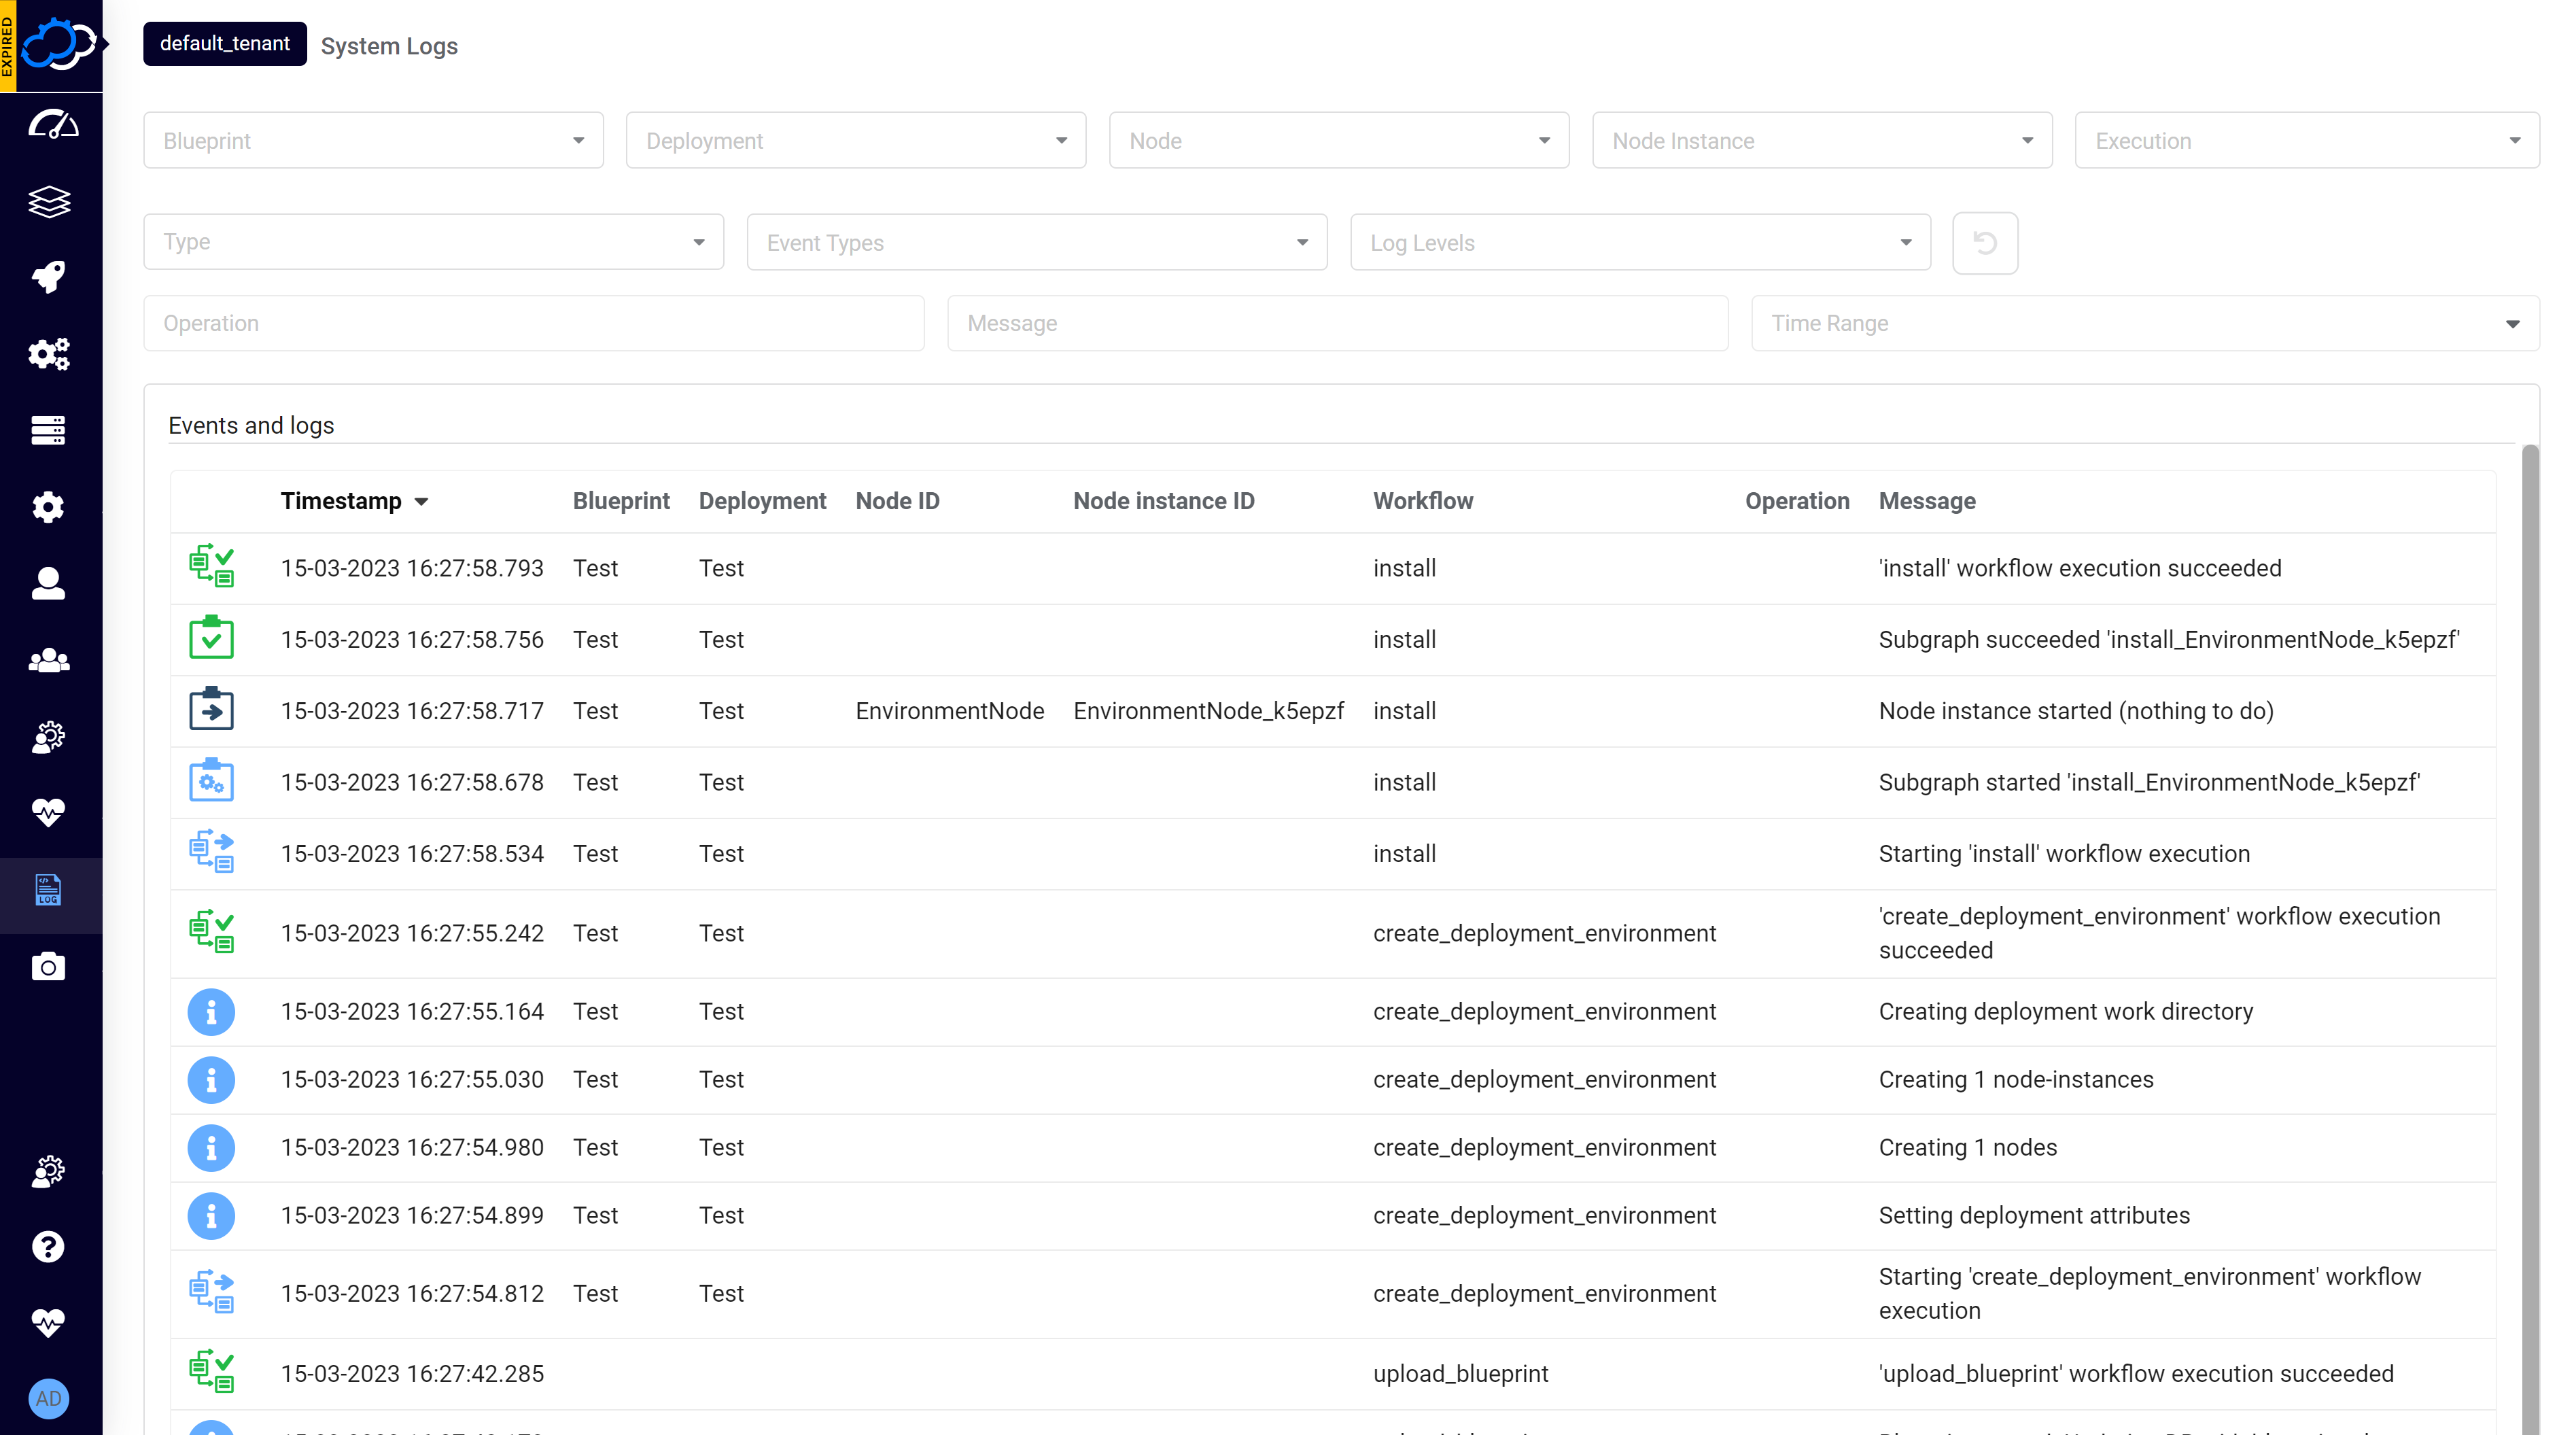 EXPIRED
default_tenant System Logs
Blueprint Deployment Node Node Instance Execution
Type Event Types Log Levels
Operation Message Time Range
Events and logs
Timestamp Blueprint Deployment Node ID Node instance ID Workflow Operation Message
15-03-2023 16:27:58.793 Test Test install 'install' workflow execution succeeded
15-03-2023 16:27:58.756 Test Test install Subgraph succeeded 'install_EnvironmentNode_k5epzf'
15-03-2023 16:27:58.717 Test Test EnvironmentNode EnvironmentNode_k5epzf install Node instance started (nothing to do)
15-03-2023 16:27:58.678 Test Test install Subgraph started 'install_EnvironmentNode_k5epzf'
15-03-2023 16:27:58.534 Test Test install Starting 'install' workflow execution
LOG
15-03-2023 16:27:55.242 Test Test create_deployment_environment 'create_deployment_environment' workflow execution
succeeded
15-03-2023 16:27:55.164 Test Test create_deployment_environment Creating deployment work directory
15-03-2023 16:27:55.030 Test Test create_deployment_environment Creating 1 node-instances
15-03-2023 16:27:54.980 Test Test create_deployment_environment Creating 1 nodes
15-03-2023 16:27:54.899 Test Test create_deployment_environment Setting deployment attributes
15-03-2023 16:27:54.812 Test Test create_deployment_environment Starting 'create_deployment_environment' workflow
execution
15-03-2023 16:27:42.285 upload_blueprint 'upload_blueprint' workflow execution succeeded
AD